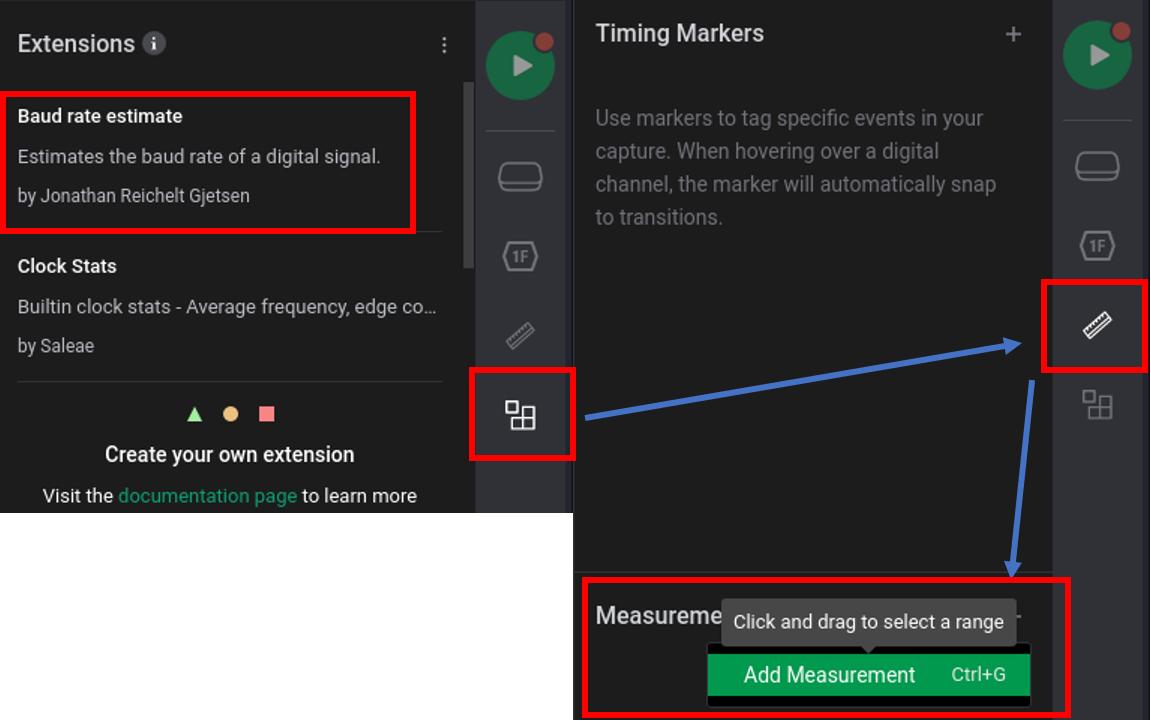 Extensions
Baud rate estimate
Estimates the baud rate of a digital signal.
by Jonathan Reichelt Gjetsen
Clock Stats
Builtin clock stats - Average frequency, edge co...
by Saleae
Create your own extension
Visit the documentation page to learn more
1F
Timing Markers
Use markers to tag specific events in your
capture. When hovering over a digital
channel, the marker will automatically snap
to transitions.
1F
Measureme
Click and drag to select a range
Add Measurement Ctrl+G